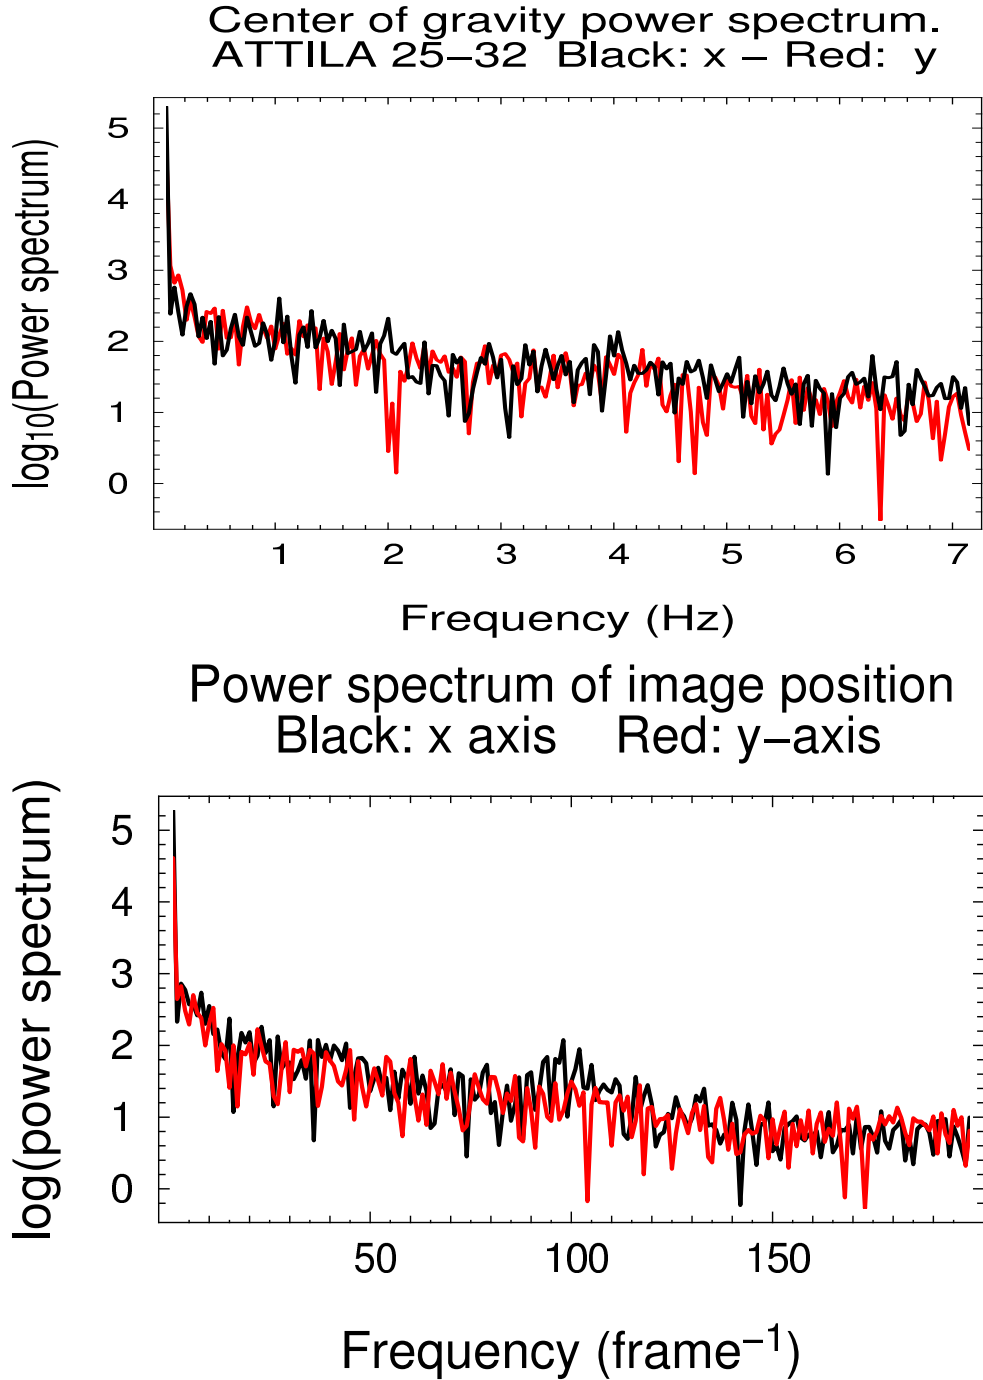 Center of gravity power spectrum.
ATTILA 25–32 Black: x – Red: y
log10(Power spectrum)
5
4
3
2
1
0
1 2 3 4 5 6 7
Frequency (Hz)
Power spectrum of image position
Black: x axis Red: y–axis
log(power spectrum)
5
4
3
2
1
0
50 100 150
Frequency (frame⁻¹)